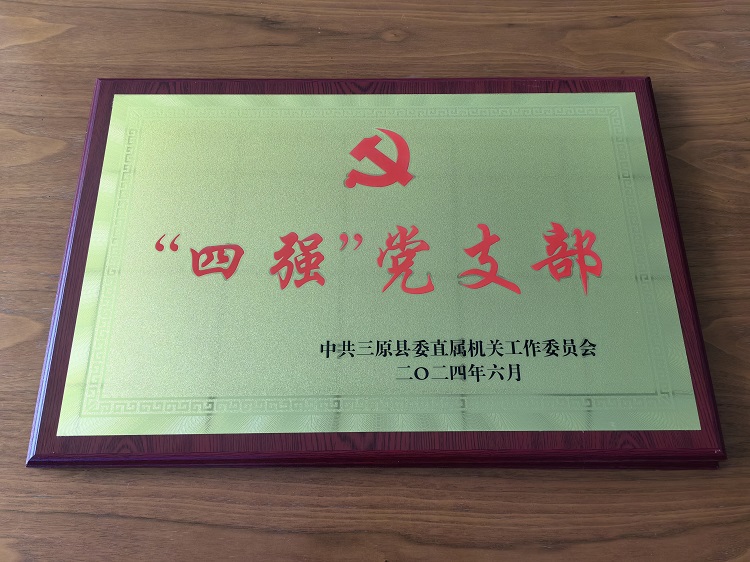 “四强”党支部
中共三原县委直属机关工作委员会
二〇二四年六月